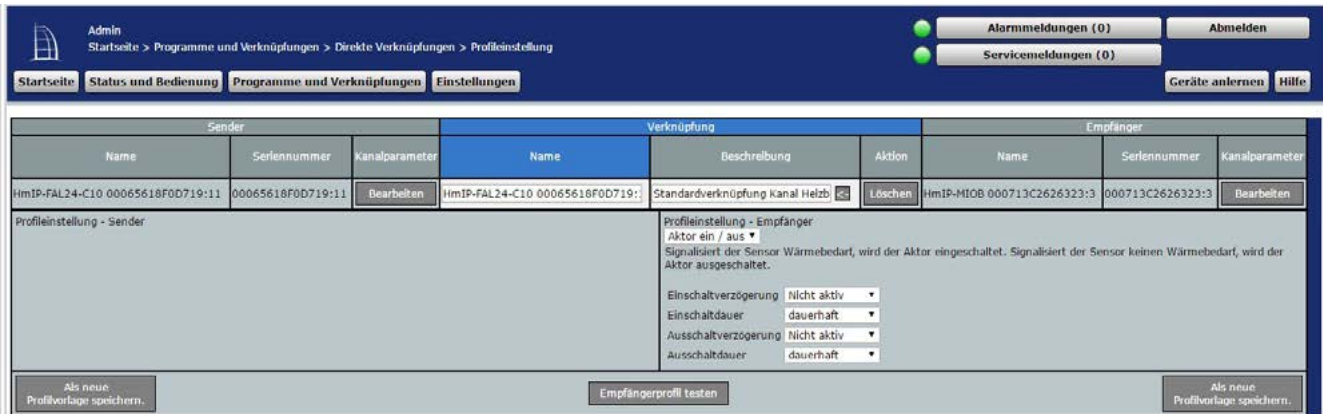 Admin
Startseite > Programme und Verknüpfungen > Direkte Verknüpfungen > Profileinstellung
Alarmmeldungen (0)
Abmelden
Servicemeldungen (0)
Startseite
Status und Bedienung
Programme und Verknüpfungen
Einstellungen
Geräte anlernen
Hilfe
Sender
Verknüpfung
Empfänger
Name
Seriennummer
Kanalparameter
Name
Beschreibung
Aktion
Name
Seriennummer
Kanalparameter
HmIP-FAL24-C10 00065618F0D719:11
00065618F0D719:11
Bearbeiten
HmIP-FAL24-C10 00065618F0D719:
Standardverknüpfung Kanal Heizb
<-
Löschen
HmIP-MIOB 000713C2626323:3
000713C2626323:3
Bearbeiten
Profileinstellung - Sender
Profileinstellung - Empfänger
Aktor ein / aus
Signalisiert der Sensor Wärmebedarf, wird der Aktor eingeschaltet. Signalisiert der Sensor keinen Wärmebedarf, wird der
Aktor ausgeschaltet.
Einschaltverzögerung Nicht aktiv
Einschaltdauer dauerhaft
Ausschaltverzögerung Nicht aktiv
Ausschaltdauer dauerhaft
Als neue
Profilvorlage speichern.
Empfängerprofil testen
Als neue
Profilvorlage speichern.